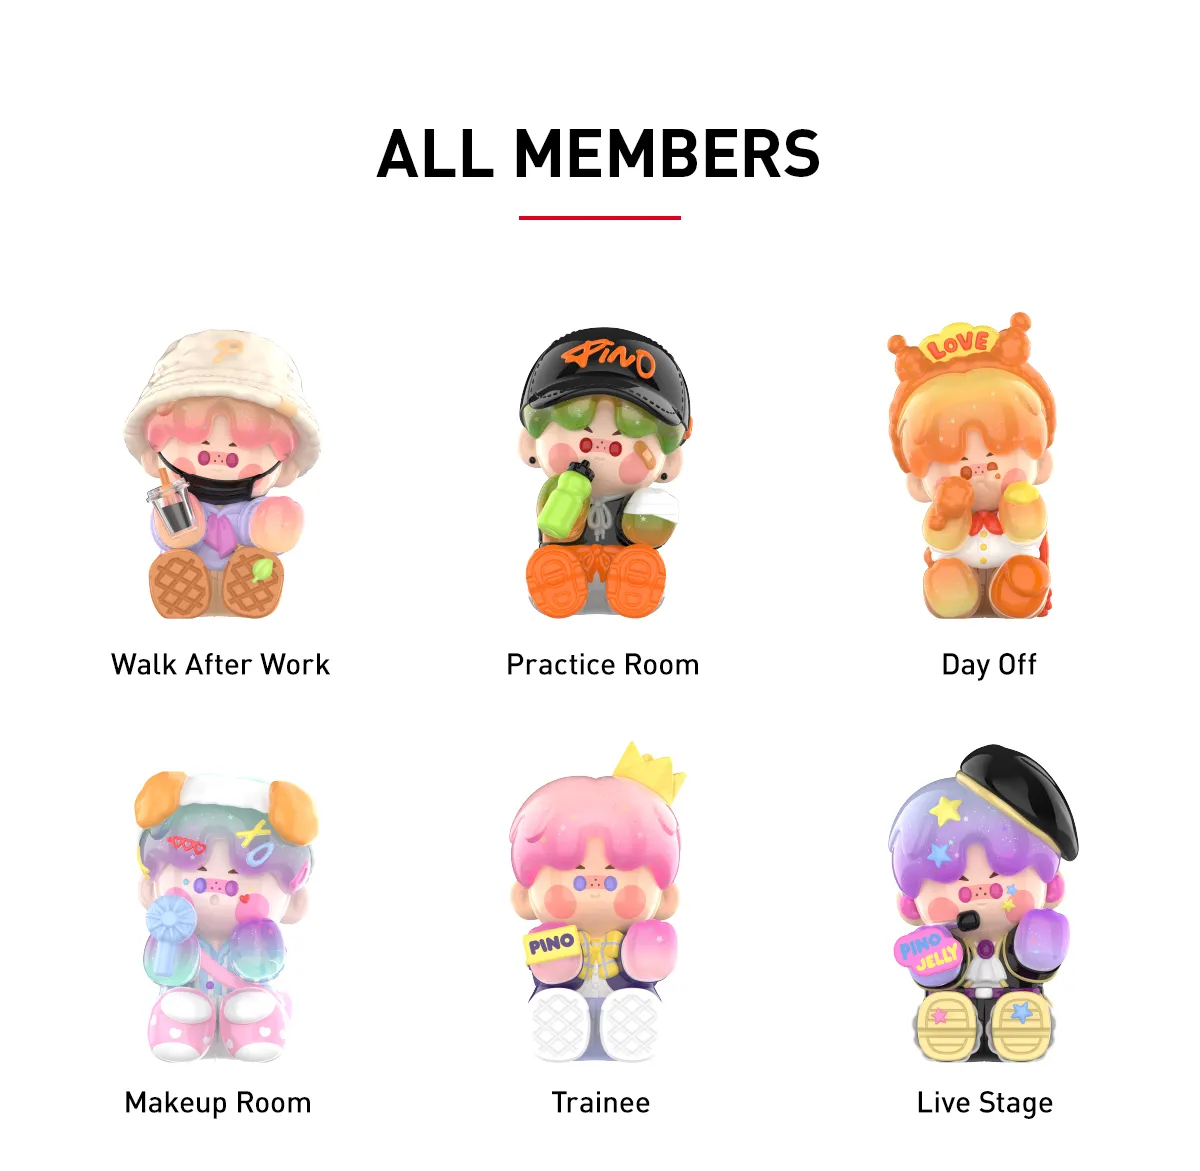 ALL MEMBERS
PINO
LOVE
Walk After Work
Practice Room
Day Off
PINO
PINO
JELLY
Makeup Room
Trainee
Live Stage